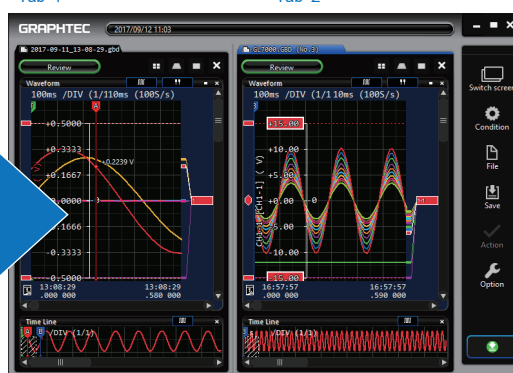 Tab-1 Tab-2
GRAPHTEC 2017/09/12 11:03
2017-09-11_13-08-29.gbd
Review
Waveform
100ms /DIV (1/110ms (100S/s)
A
+0.5000
+0.3333
+0.2239 V
+0.1667
0.0000
0.1666
-0.3333
-0.5000
13:08:29 13:08:29
.000 000 .580 000
Time Line
/DIV (1/1)
GL7000.GBD (No.3)
Review
Waveform
100ms /DIV (1/1 10ms (100S/s)
+15.00
+10.00
+5.00
+0.00
-5.00
-10.00
-15.00
[CH1-1] ( V)
16:57:57 16:57:57
.000 000 .590 000
Time Line
/DIV (1/1)
Switch screen
Condition
File
Save
Action
Option